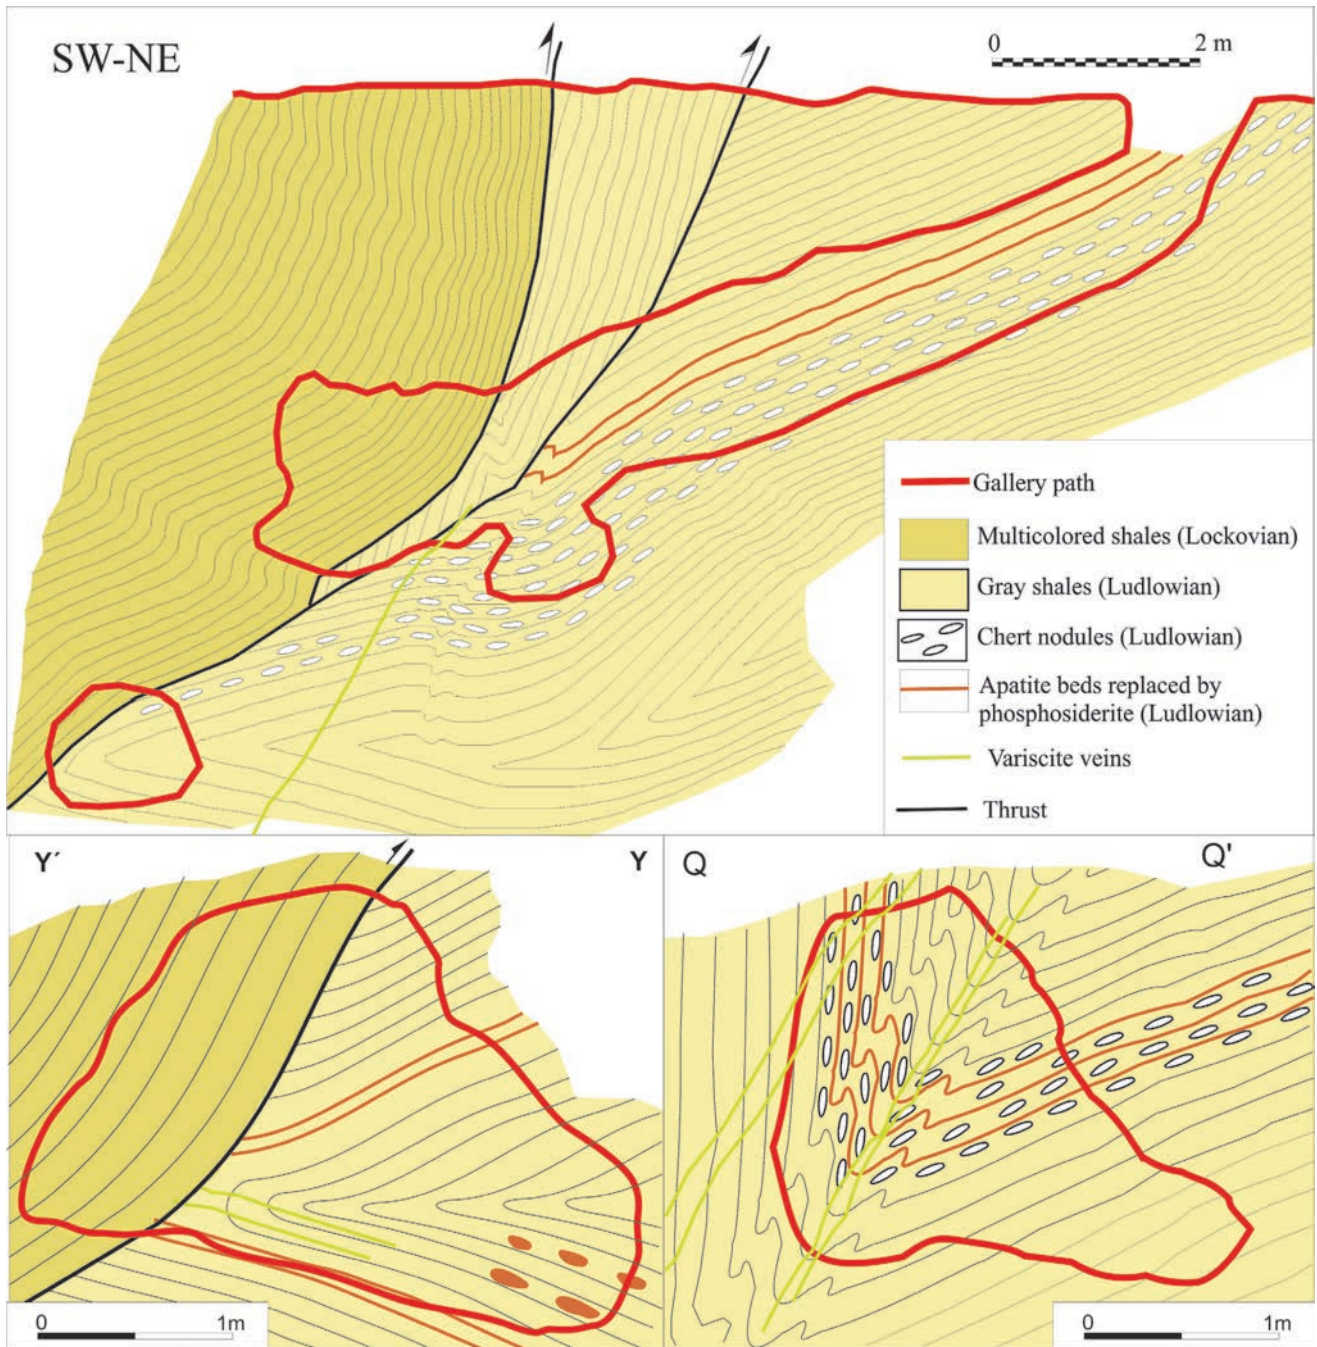 SW-NE
0 2 m
Gallery path
Multicolored shales (Lockovian)
Gray shales (Ludlowian)
Chert nodules (Ludlowian)
Apatite beds replaced by
phosphosiderite (Ludlowian)
Variscite veins
Thrust
Y´ Y
Q Q'
0 1m
0 1m